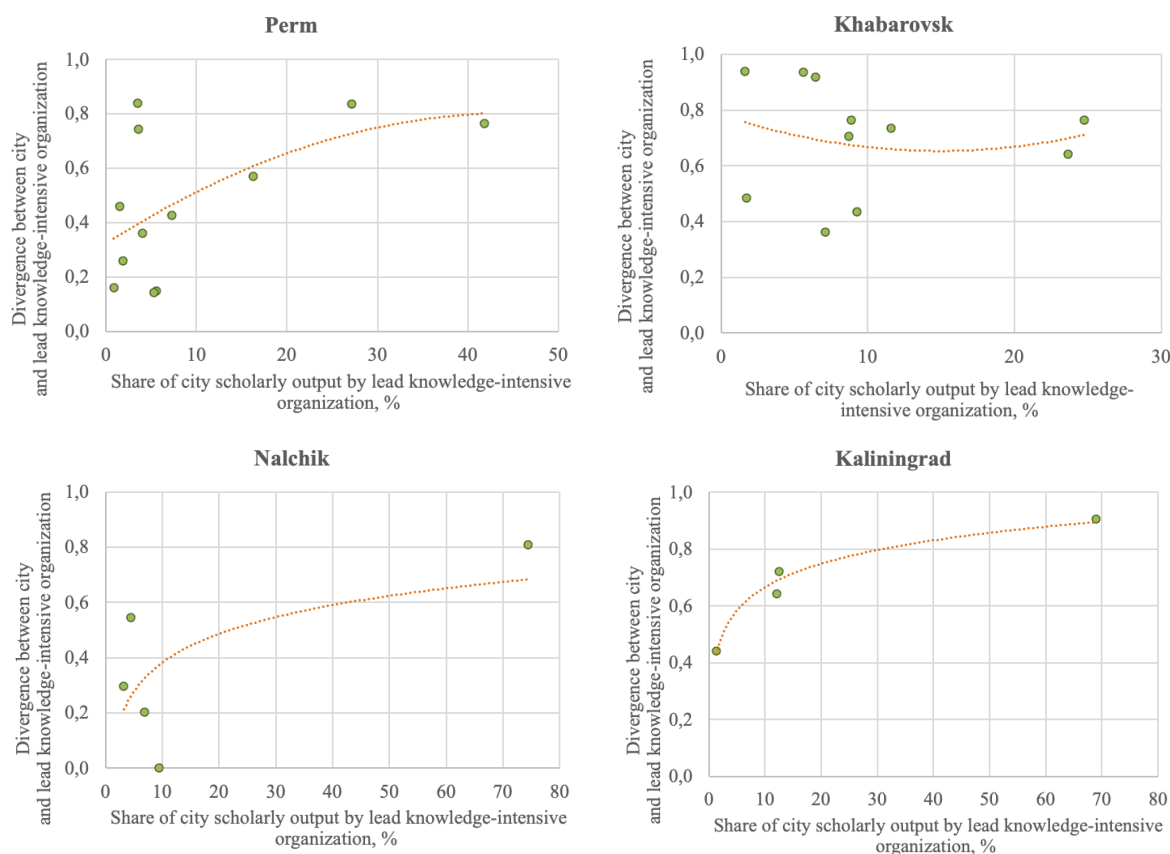 Perm
Divergence between city
and lead knowledge-intensive organization
1,0
0,8
0,6
0,4
0,2
0,0
0 10 20 30 40 50
Share of city scholarly output by lead knowledge-intensive
organization, %
Khabarovsk
Divergence between city
and lead knowledge-intensive organization
1,0
0,8
0,6
0,4
0,2
0,0
0 10 20 30
Share of city scholarly output by lead knowledge-
intensive organization, %
Nalchik
Divergence between city
and lead knowledge-intensive organization
1,0
0,8
0,6
0,4
0,2
0,0
0 10 20 30 40 50 60 70 80
Share of city scholarly output by lead knowledge-intensive
organization, %
Kaliningrad
Divergence between city
and lead knowledge-intensive organization
1,0
0,8
0,6
0,4
0,2
0,0
0 10 20 30 40 50 60 70 80
Share of city scholarly output by lead knowledge-intensive
organization, %